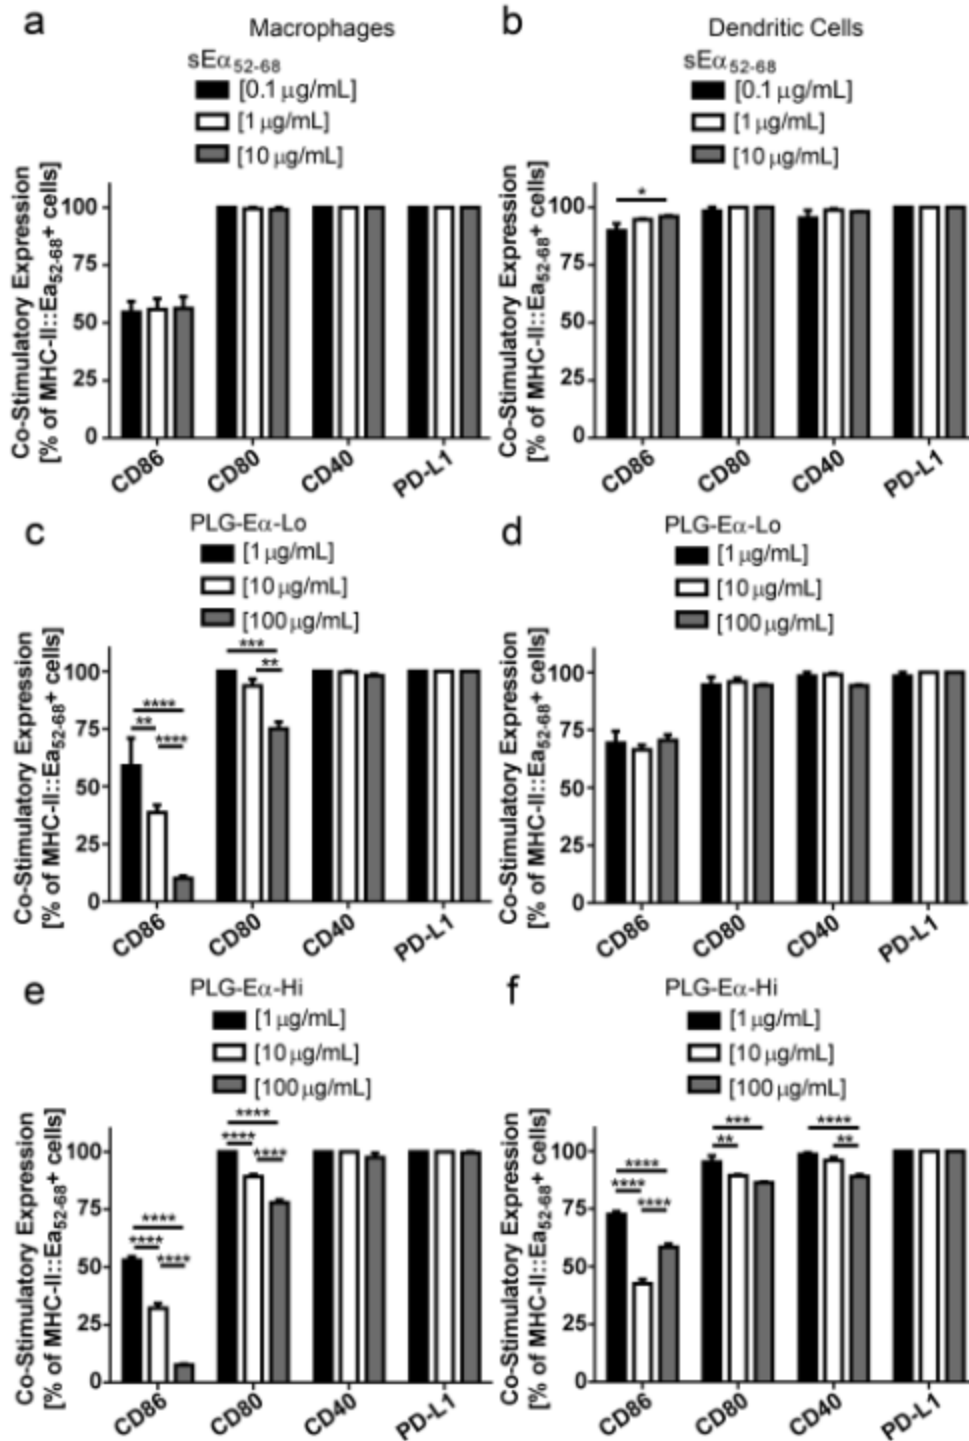 a
Macrophages
sEα52-68
[0.1 μg/mL]
[1 μg/mL]
[10 μg/mL]
Co-Stimulatory Expression
[% of MHC-II::Ea52-68+ cells]
100
75
50
25
0
CD86
CD80
CD40
PD-L1
b
Dendritic Cells
sEα52-68
[0.1 μg/mL]
[1 μg/mL]
[10 μg/mL]
Co-Stimulatory Expression
[% of MHC-II::Ea52-68+ cells]
100
75
50
25
0
*
CD86
CD80
CD40
PD-L1
c
PLG-Eα-Lo
[1 μg/mL]
[10 μg/mL]
[100 μg/mL]
Co-Stimulatory Expression
[% of MHC-II::Ea52-68+ cells]
100
75
50
25
0
****
**
****
***
**
CD86
CD80
CD40
PD-L1
d
PLG-Eα-Lo
[1 μg/mL]
[10 μg/mL]
[100 μg/mL]
Co-Stimulatory Expression
[% of MHC-II::Ea52-68+ cells]
100
75
50
25
0
CD86
CD80
CD40
PD-L1
e
PLG-Eα-Hi
[1 μg/mL]
[10 μg/mL]
[100 μg/mL]
Co-Stimulatory Expression
[% of MHC-II::Ea52-68+ cells]
100
75
50
25
0
****
****
****
****
****
****
CD86
CD80
CD40
PD-L1
f
PLG-Eα-Hi
[1 μg/mL]
[10 μg/mL]
[100 μg/mL]
Co-Stimulatory Expression
[% of MHC-II::Ea52-68+ cells]
100
75
50
25
0
****
****
****
***
**
****
**
CD86
CD80
CD40
PD-L1